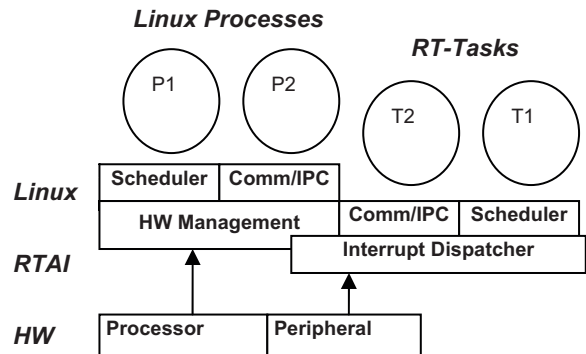 Linux Processes
RT-Tasks
P1
P2
T2
T1
Linux
Scheduler
Comm/IPC
HW Management
Comm/IPC
Scheduler
RTAI
Interrupt Dispatcher
HW
Processor
Peripheral